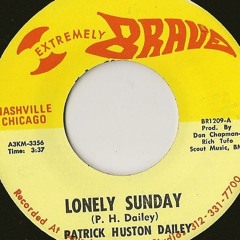 EXTREMELY
BRAVE
NASHVILLE
CHICAGO
A3KM-3356
Time: 3:37
BR1209-A
Prod. By
Don Chapman-
Rich Tufo
Scout Music, BM
LONELY SUNDAY
(P. H. Dailey)
PATRICK HUSTON DAILEY
Recorded At
312-331-7700